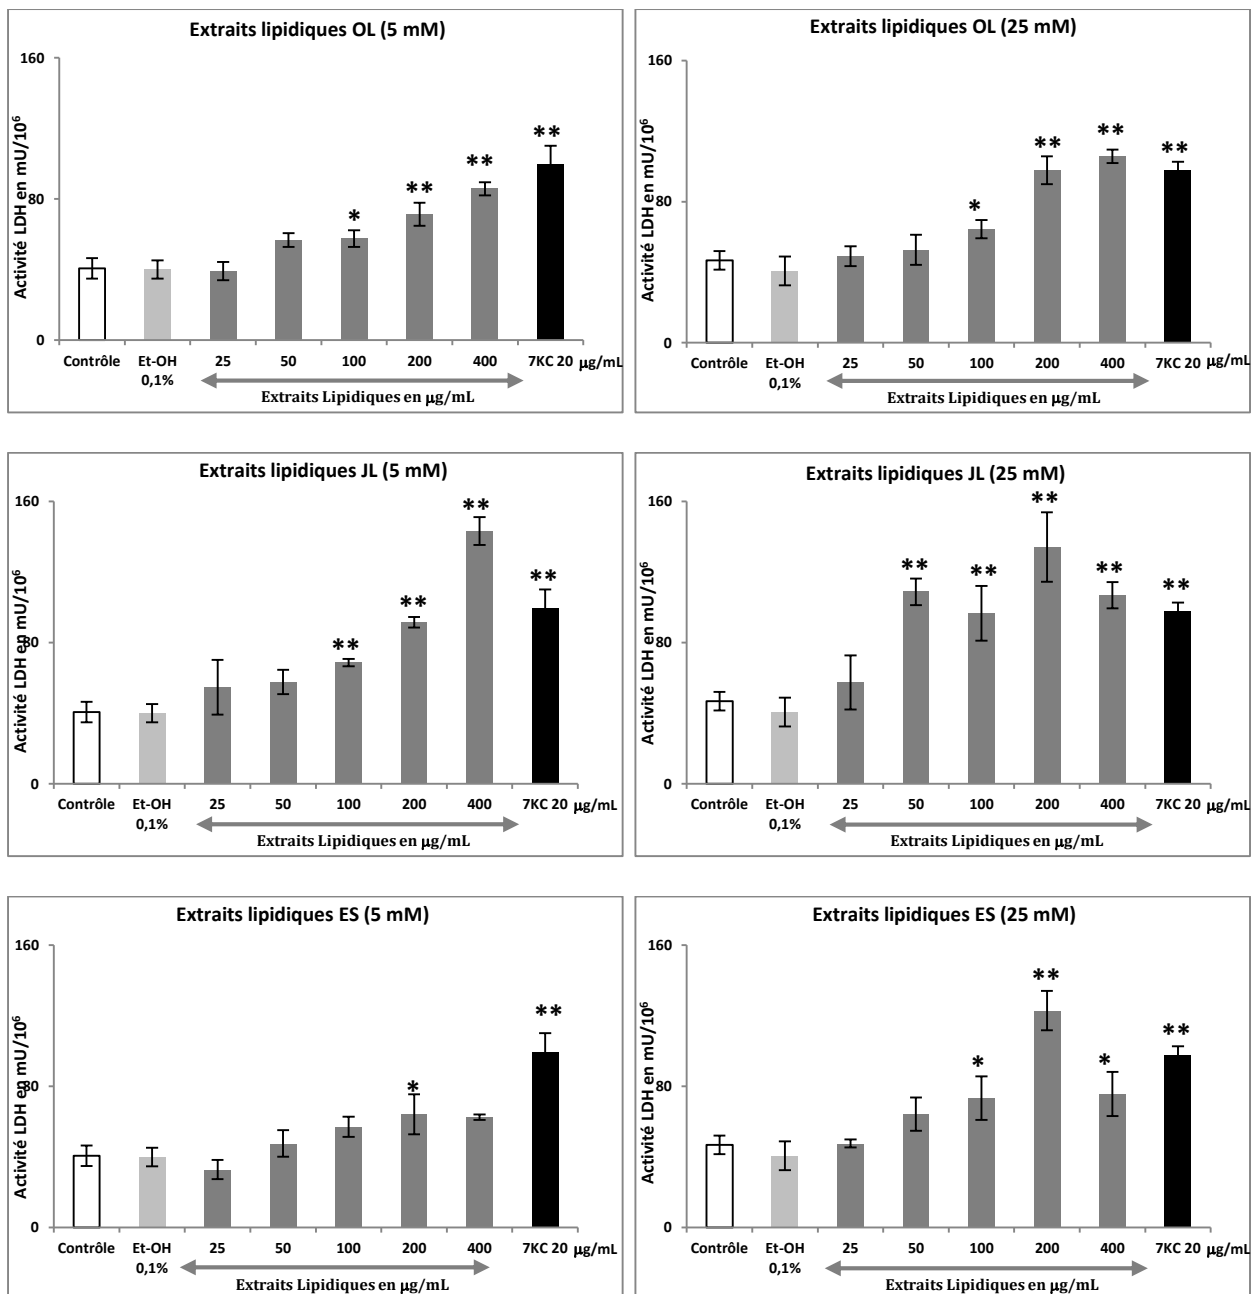 Extraits lipidiques OL (5 mM)
Activité LDH en mU/10⁶
160
80
0
** ** ** *
Contrôle Et-OH 0,1% 25 50 100 200 400 7KC 20 µg/mL
Extraits Lipidiques en µg/mL
Extraits lipidiques OL (25 mM)
Activité LDH en mU/10⁶
160
80
0
** ** ** *
Contrôle Et-OH 0,1% 25 50 100 200 400 7KC 20 µg/mL
Extraits Lipidiques en µg/mL
Extraits lipidiques JL (5 mM)
Activité LDH en mU/10⁶
160
80
0
** ** ** **
Contrôle Et-OH 0,1% 25 50 100 200 400 7KC 20 µg/mL
Extraits Lipidiques en µg/mL
Extraits lipidiques JL (25 mM)
Activité LDH en mU/10⁶
160
80
0
** ** ** ** **
Contrôle Et-OH 0,1% 25 50 100 200 400 7KC 20 µg/mL
Extraits Lipidiques en µg/mL
Extraits lipidiques ES (5 mM)
Activité LDH en mU/10⁶
160
80
0
** *
Contrôle Et-OH 0,1% 25 50 100 200 400 7KC 20 µg/mL
Extraits Lipidiques en µg/mL
Extraits lipidiques ES (25 mM)
Activité LDH en mU/10⁶
160
80
0
** ** * *
Contrôle Et-OH 0,1% 25 50 100 200 400 7KC 20 µg/mL
Extraits Lipidiques en µg/mL